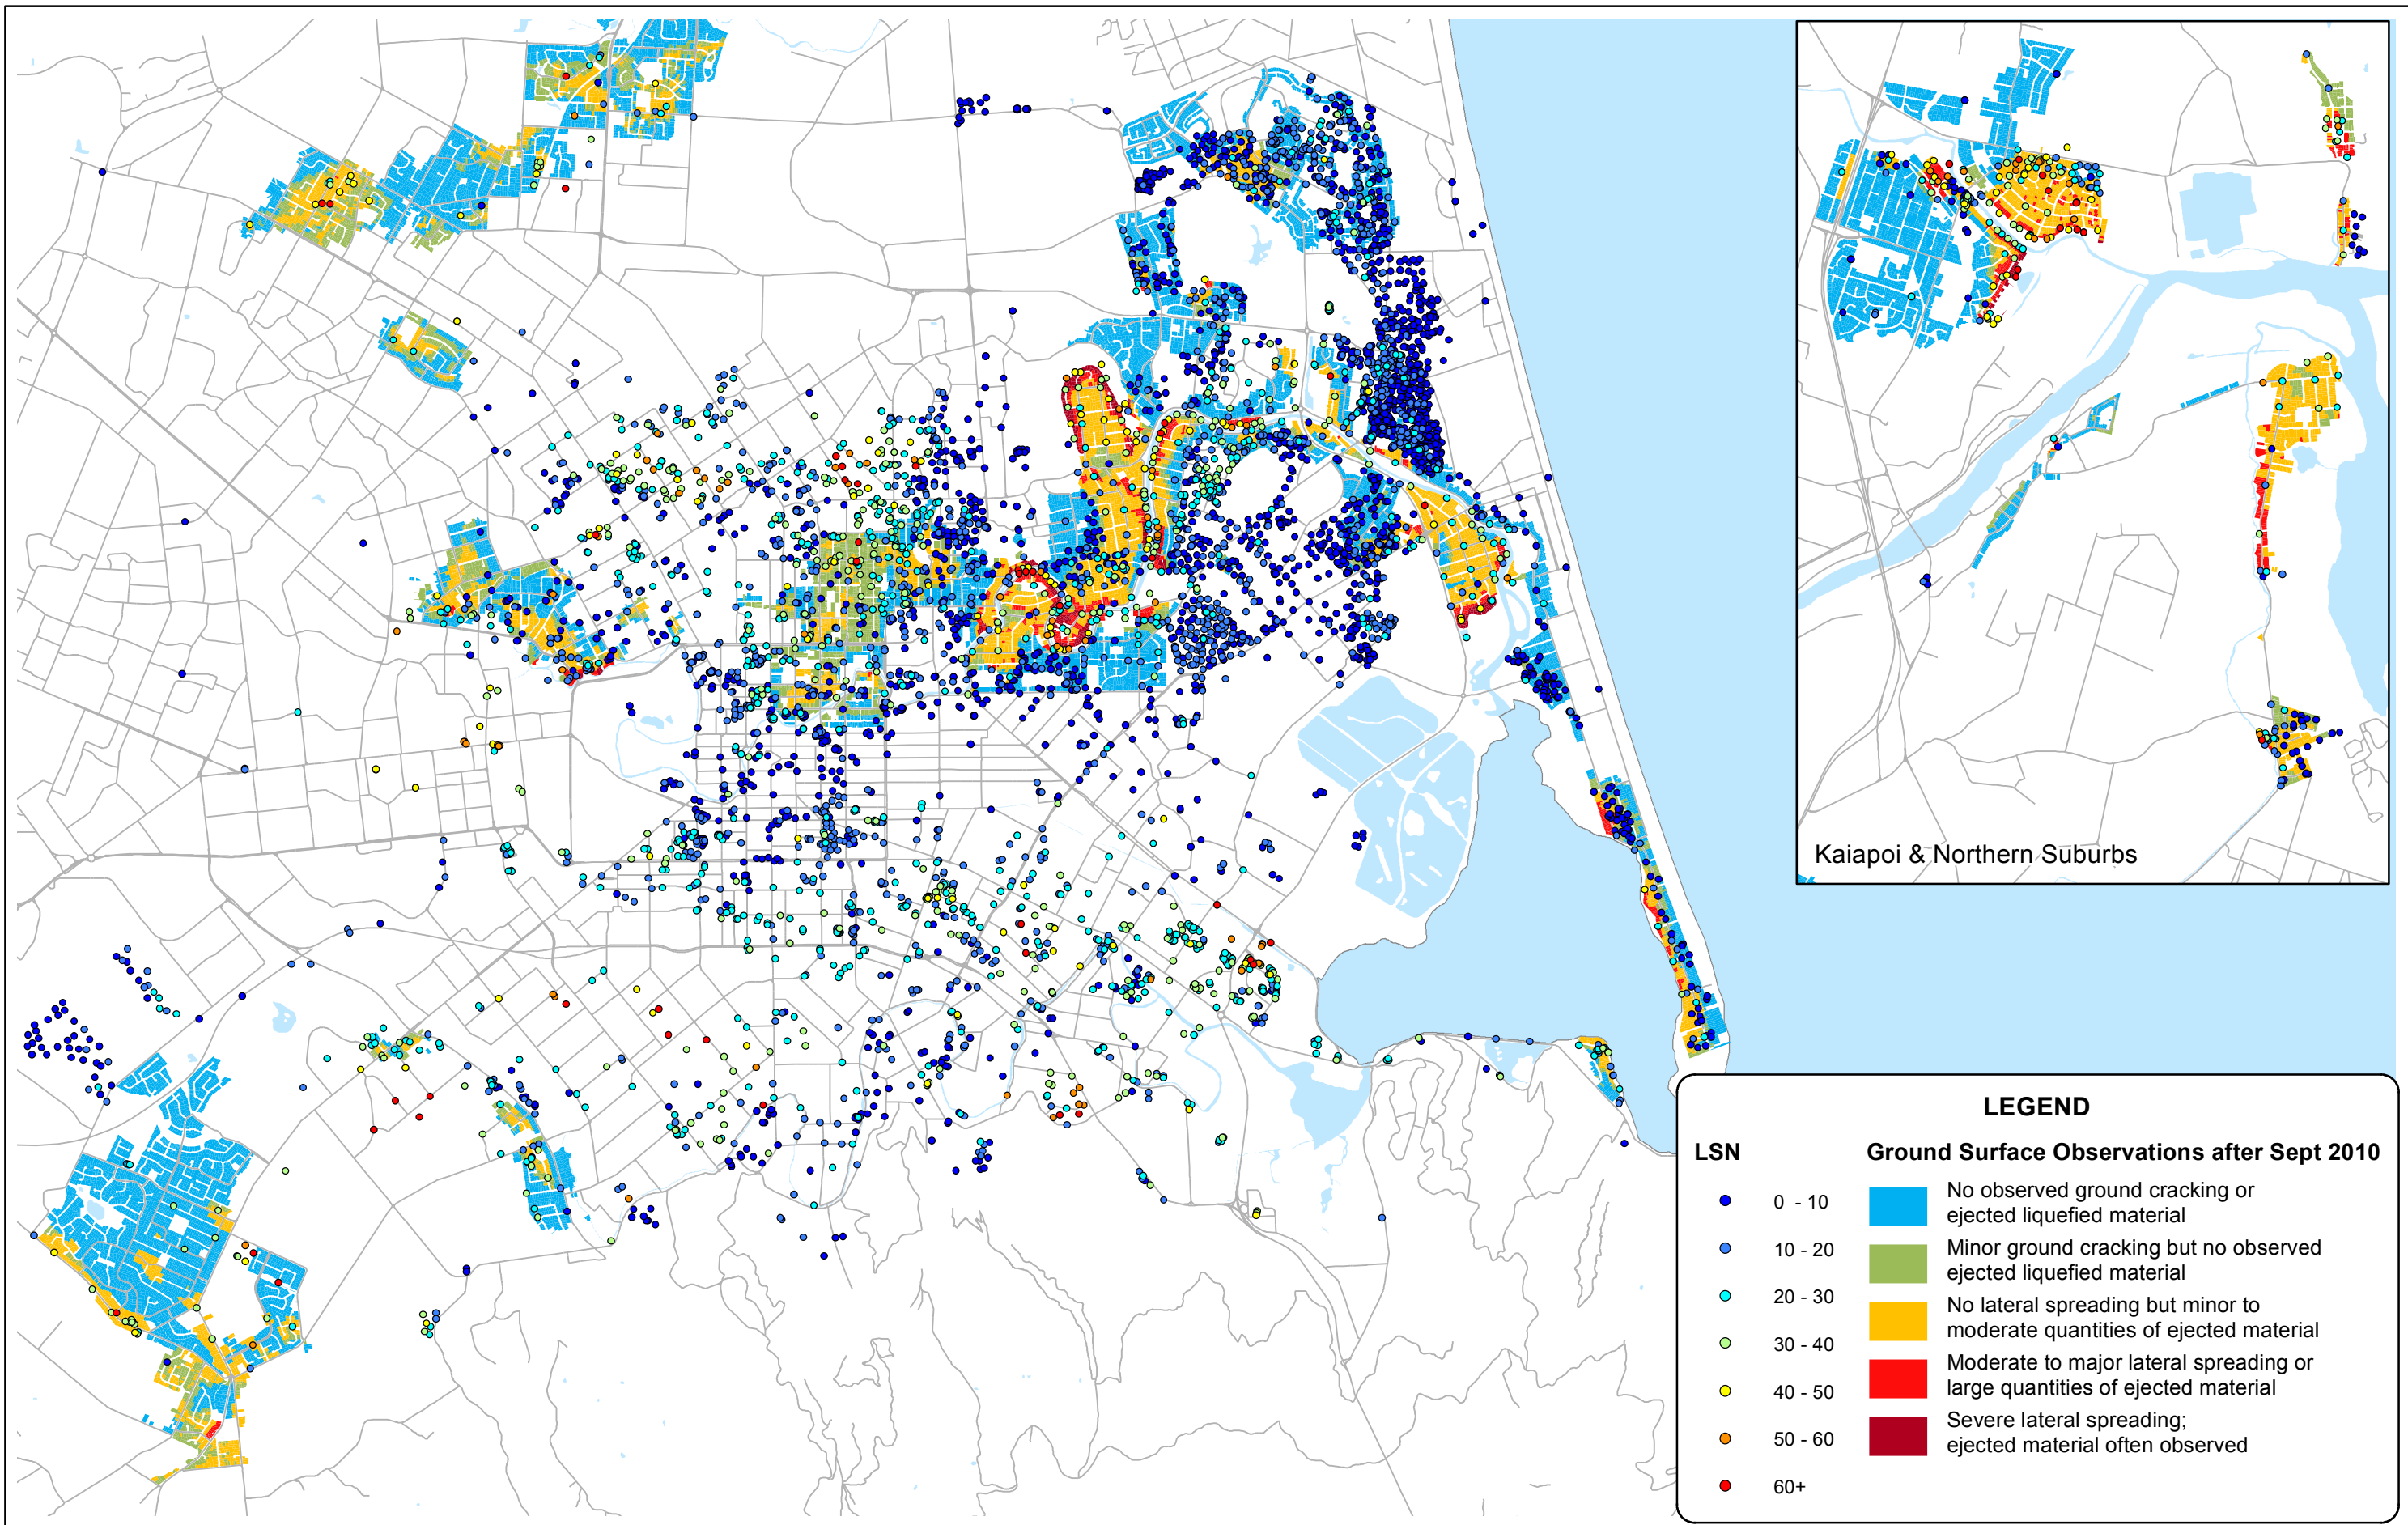 Kaiapoi & Northern Suburbs
LEGEND
LSN
Ground Surface Observations after Sept 2010
0 - 10
10 - 20
20 - 30
30 - 40
40 - 50
50 - 60
60+
No observed ground cracking or
ejected liquefied material
Minor ground cracking but no observed
ejected liquefied material
No lateral spreading but minor to
moderate quantities of ejected material
Moderate to major lateral spreading or
large quantities of ejected material
Severe lateral spreading;
ejected material often observed